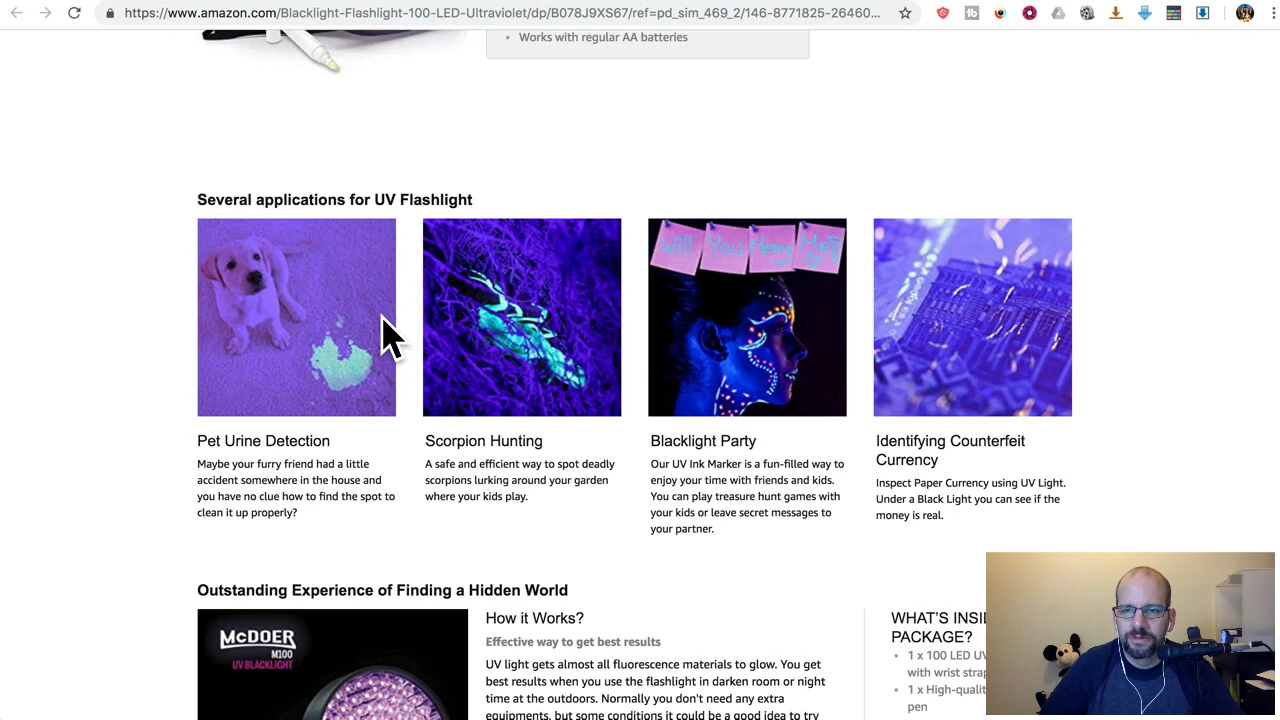 https://www.amazon.com/Blacklight-Flashlight-100-LED-Ultraviolet/dp/B078J9XS67/ref=pd_sim_469_2/146-8771825-26460...
Works with regular AA batteries
Several applications for UV Flashlight
Will You Marry Me?
Pet Urine Detection
Maybe your furry friend had a little
accident somewhere in the house and
you have no clue how to find the spot to
clean it up properly?
Scorpion Hunting
A safe and efficient way to spot deadly
scorpions lurking around your garden
where your kids play.
Blacklight Party
Our UV Ink Marker is a fun-filled way to
enjoy your time with friends and kids.
You can play treasure hunt games with
your kids or leave secret messages to
your partner.
Identifying Counterfeit
Currency
Inspect Paper Currency using UV Light.
Under a Black Light you can see if the
money is real.
Outstanding Experience of Finding a Hidden World
McDOER
M100
UV BLACKLIGHT
How it Works?
Effective way to get best results
UV light gets almost all fluorescence materials to glow. You get
best results when you use the flashlight in darken room or night
time at the outdoors. Normally you don't need any extra
equipments, but some conditions it could be a good idea to try
WHAT'S INSI
PACKAGE?
1 x 100 LED UV
with wrist strap
1 x High-qualit
pen